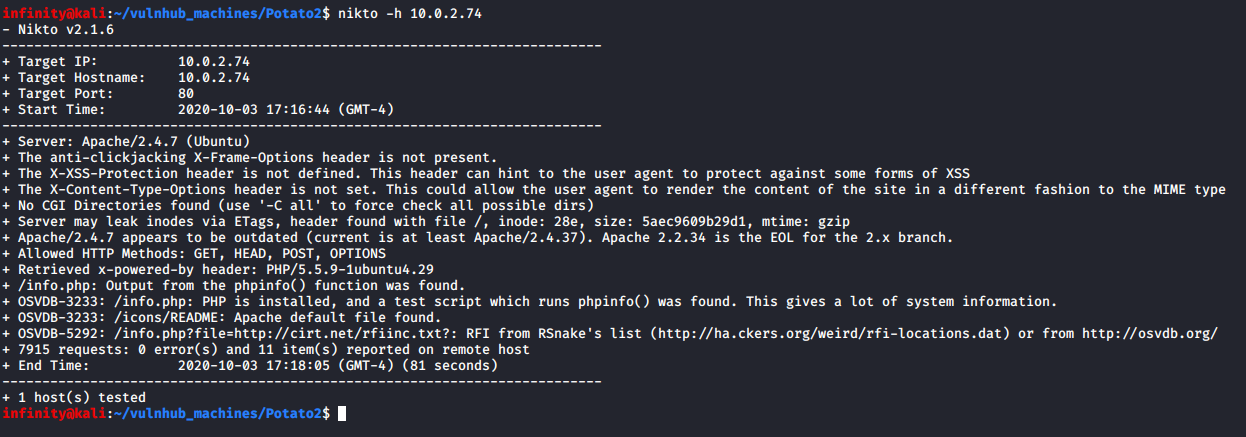 infinity@kali:~/vulnhub_machines/Potato2$ nikto -h 10.0.2.74
- Nikto v2.1.6
---------------------------------------------------------------------------
+ Target IP:          10.0.2.74
+ Target Hostname:    10.0.2.74
+ Target Port:        80
+ Start Time:         2020-10-03 17:16:44 (GMT-4)
---------------------------------------------------------------------------
+ Server: Apache/2.4.7 (Ubuntu)
+ The anti-clickjacking X-Frame-Options header is not present.
+ The X-XSS-Protection header is not defined. This header can hint to the user agent to protect against some forms of XSS
+ The X-Content-Type-Options header is not set. This could allow the user agent to render the content of the site in a different fashion to the MIME type
+ No CGI Directories found (use '-C all' to force check all possible dirs)
+ Server may leak inodes via ETags, header found with file /, inode: 28e, size: 5aec9609b29d1, mtime: gzip
+ Apache/2.4.7 appears to be outdated (current is at least Apache/2.4.37). Apache 2.2.34 is the EOL for the 2.x branch.
+ Allowed HTTP Methods: GET, HEAD, POST, OPTIONS
+ Retrieved x-powered-by header: PHP/5.5.9-1ubuntu4.29
+ /info.php: Output from the phpinfo() function was found.
+ OSVDB-3233: /info.php: PHP is installed, and a test script which runs phpinfo() was found. This gives a lot of system information.
+ OSVDB-3233: /icons/README: Apache default file found.
+ OSVDB-5292: /info.php?file=http://cirt.net/rfiinc.txt?: RFI from RSnake's list (http://ha.ckers.org/weird/rfi-locations.dat) or from http://osvdb.org/
+ 7915 requests: 0 error(s) and 11 item(s) reported on remote host
+ End Time:           2020-10-03 17:18:05 (GMT-4) (81 seconds)
---------------------------------------------------------------------------
+ 1 host(s) tested
infinity@kali:~/vulnhub_machines/Potato2$